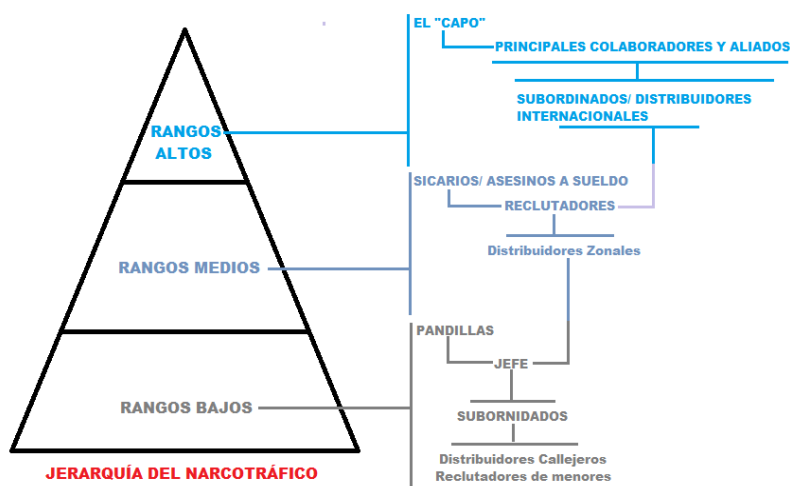 EL "CAPO"
PRINCIPALES COLABORADORES Y ALIADOS
SUBORDINADOS/ DISTRIBUIDORES
INTERNACIONALES
RANGOS
ALTOS
SICARIOS/ ASESINOS A SUELDO
RECLUTADORES
Distribuidores Zonales
RANGOS MEDIOS
PANDILLAS
JEFE
SUBORNIDADOS
Distribuidores Callejeros
Reclutadores de menores
RANGOS BAJOS
JERARQUÍA DEL NARCOTRÁFICO